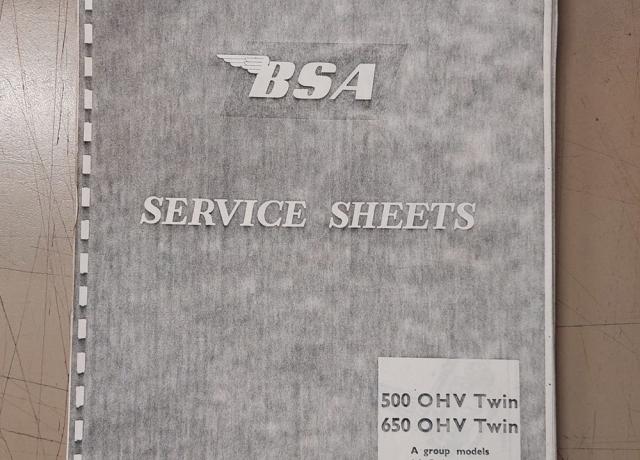 BSA
SERVICE SHEETS
500 OHV Twin
650 OHV Twin
A group models